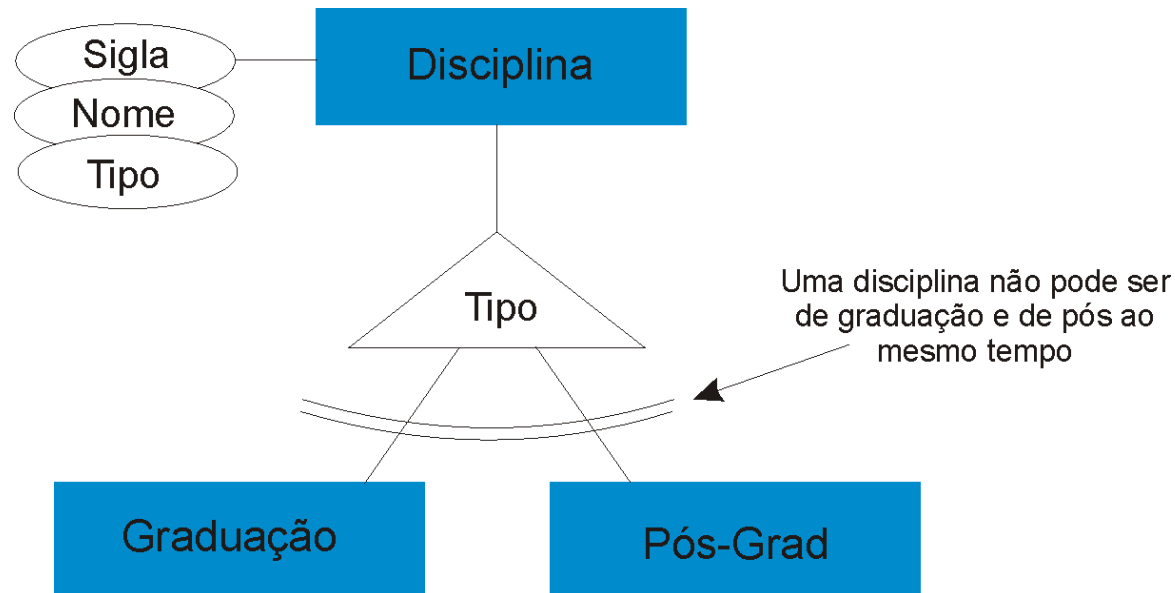 Sigla
Disciplina
Nome
Tipo
Tipo
Uma disciplina não pode ser
de graduação e de pós ao
mesmo tempo
Graduação
Pós-Grad